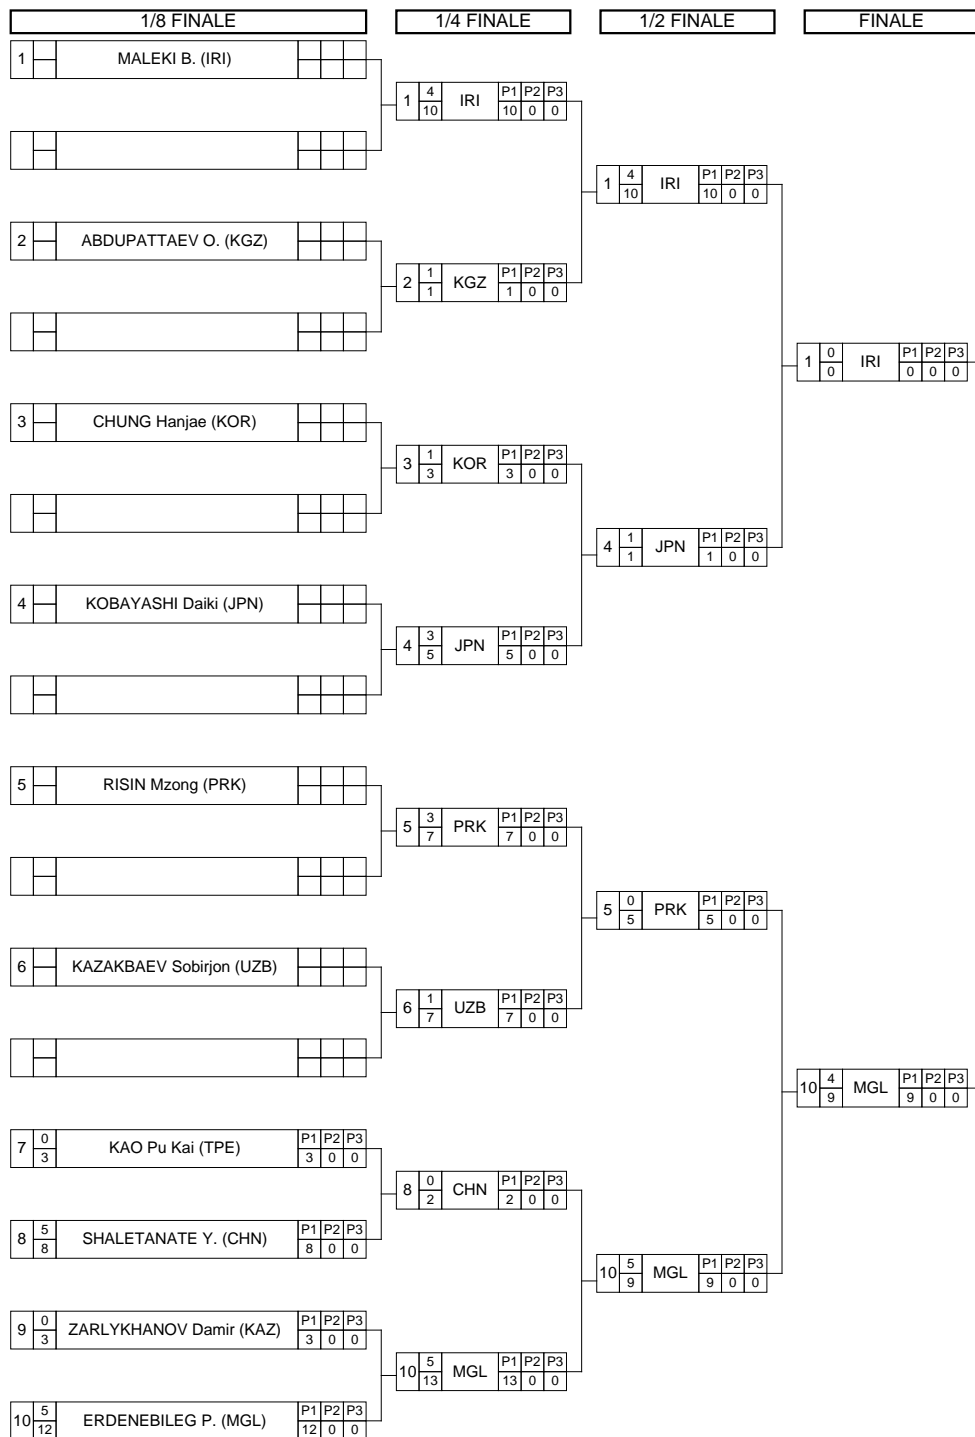 1/8 FINALE 1/4 FINALE 1/2 FINALE FINALE
1 MALEKI B. (IRI)
1 4 10 IRI P1 P2 P3 10 0 0
1 4 10 IRI P1 P2 P3 10 0 0
2 ABDUPATTAEV O. (KGZ)
2 1 1 KGZ P1 P2 P3 1 0 0
1 0 0 IRI P1 P2 P3 0 0 0
3 CHUNG Hanjae (KOR)
3 1 3 KOR P1 P2 P3 3 0 0
4 1 1 JPN P1 P2 P3 1 0 0
4 KOBAYASHI Daiki (JPN)
4 3 5 JPN P1 P2 P3 5 0 0
5 RISIN Mzong (PRK)
5 3 7 PRK P1 P2 P3 7 0 0
5 0 5 PRK P1 P2 P3 5 0 0
6 KAZAKBAEV Sobirjon (UZB)
6 1 7 UZB P1 P2 P3 7 0 0
10 4 9 MGL P1 P2 P3 9 0 0
7 0 3 KAO Pu Kai (TPE) P1 P2 P3 3 0 0
8 0 2 CHN P1 P2 P3 2 0 0
8 5 8 SHALETANATE Y. (CHN) P1 P2 P3 8 0 0
10 5 9 MGL P1 P2 P3 9 0 0
9 0 3 ZARLYKHANOV Damir (KAZ) P1 P2 P3 3 0 0
10 5 13 MGL P1 P2 P3 13 0 0
10 5 12 ERDENEBILEG P. (MGL) P1 P2 P3 12 0 0